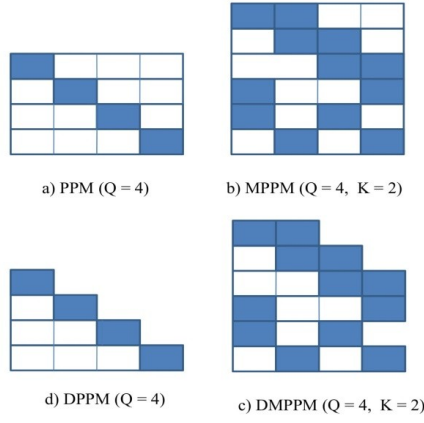 a) PPM (Q = 4)
b) MPPM (Q = 4, K = 2)
d) DPPM (Q = 4)
c) DMPPM (Q = 4, K = 2)